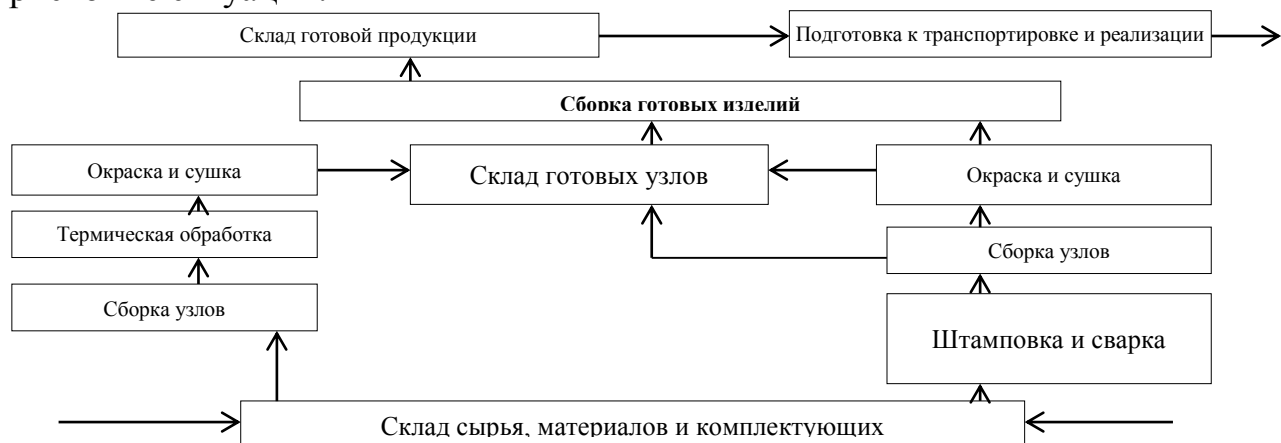 Склад готовой продукции
Подготовка к транспортировке и реализации
Сборка готовых изделий
Окраска и сушка
Склад готовых узлов
Окраска и сушка
Термическая обработка
Сборка узлов
Сборка узлов
Штамповка и сварка
Склад сырья, материалов и комплектующих